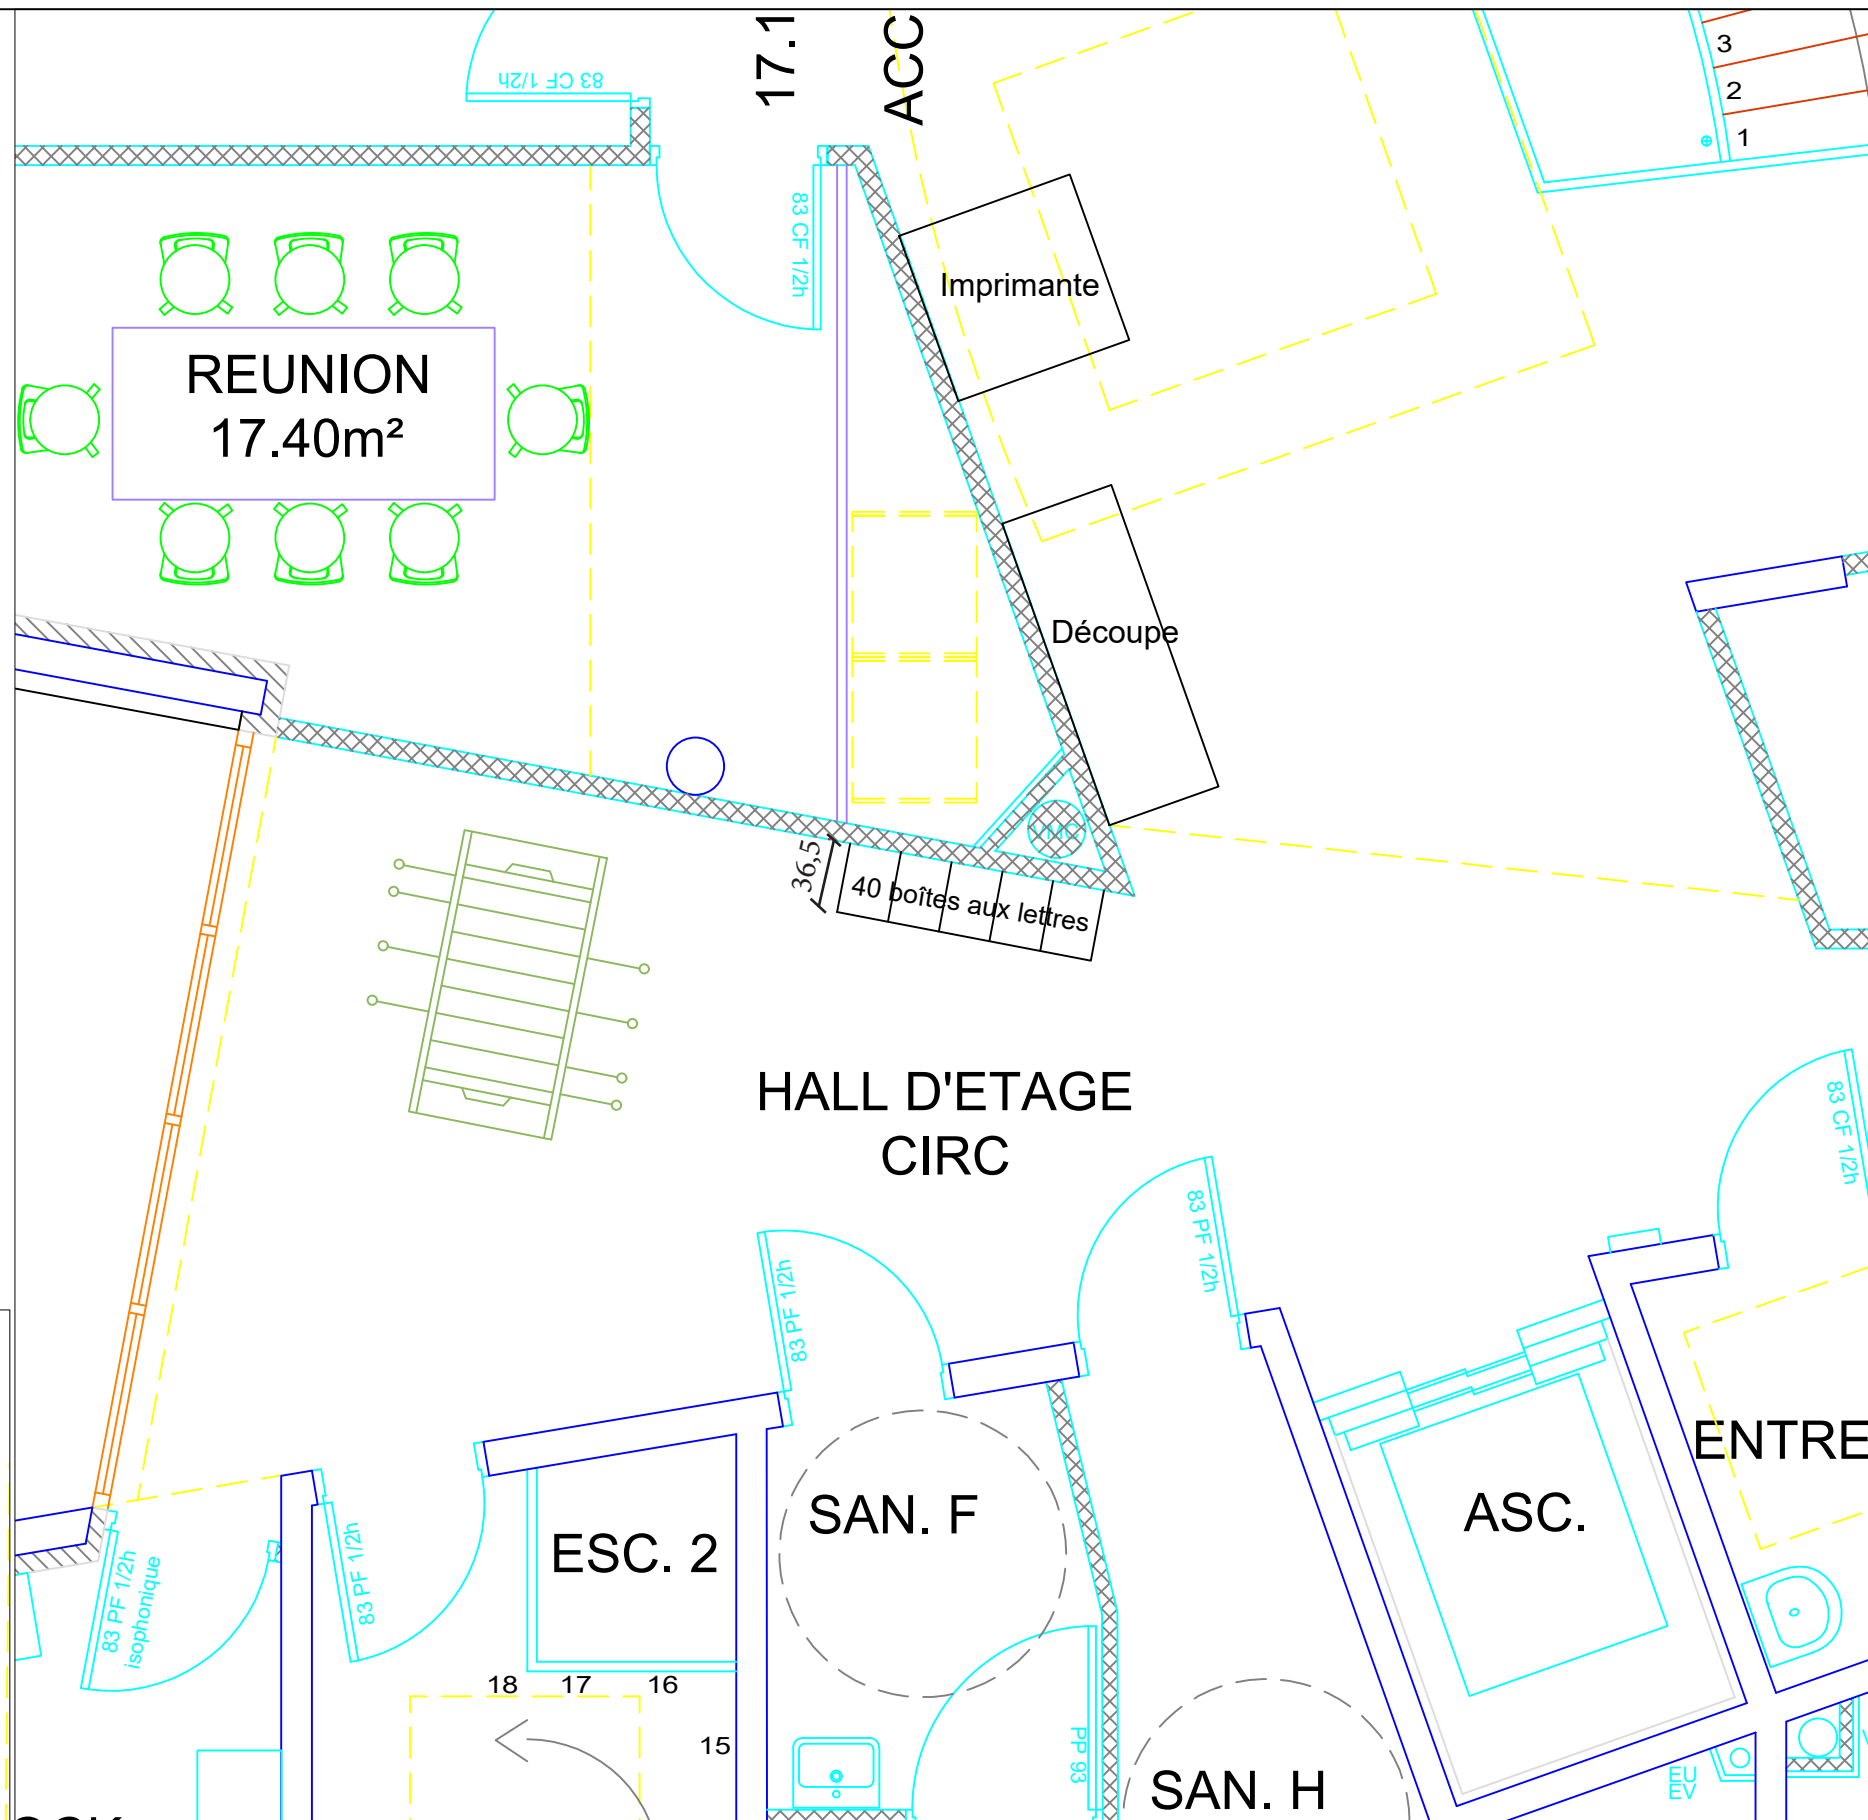 17.1
ACC
83 CF 1/2h
3
2
1
83 CF 1/2h
Imprimante
REUNION
17.40m²
Découpe
VMC
36,5
40 boîtes aux lettres
HALL D'ETAGE
CIRC
83 CF 1/2h
83 PF 1/2h
83 PF 1/2h
ENTRE
ASC.
SAN. F
ESC. 2
83 PF 1/2h
83 PF 1/2h
isophonique
18
17
16
15
PP 93
SAN. H
EU
EV